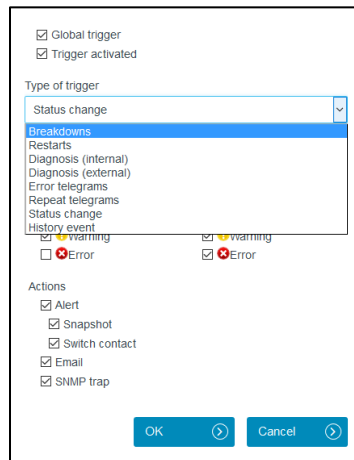 Global trigger
Trigger activated
Type of trigger
Status change
Breakdowns
Restarts
Diagnosis (internal)
Diagnosis (external)
Error telegrams
Repeat telegrams
Status change
History event
Warning Warning
Error Error
Actions
Alert
Snapshot
Switch contact
Email
SNMP trap
OK Cancel